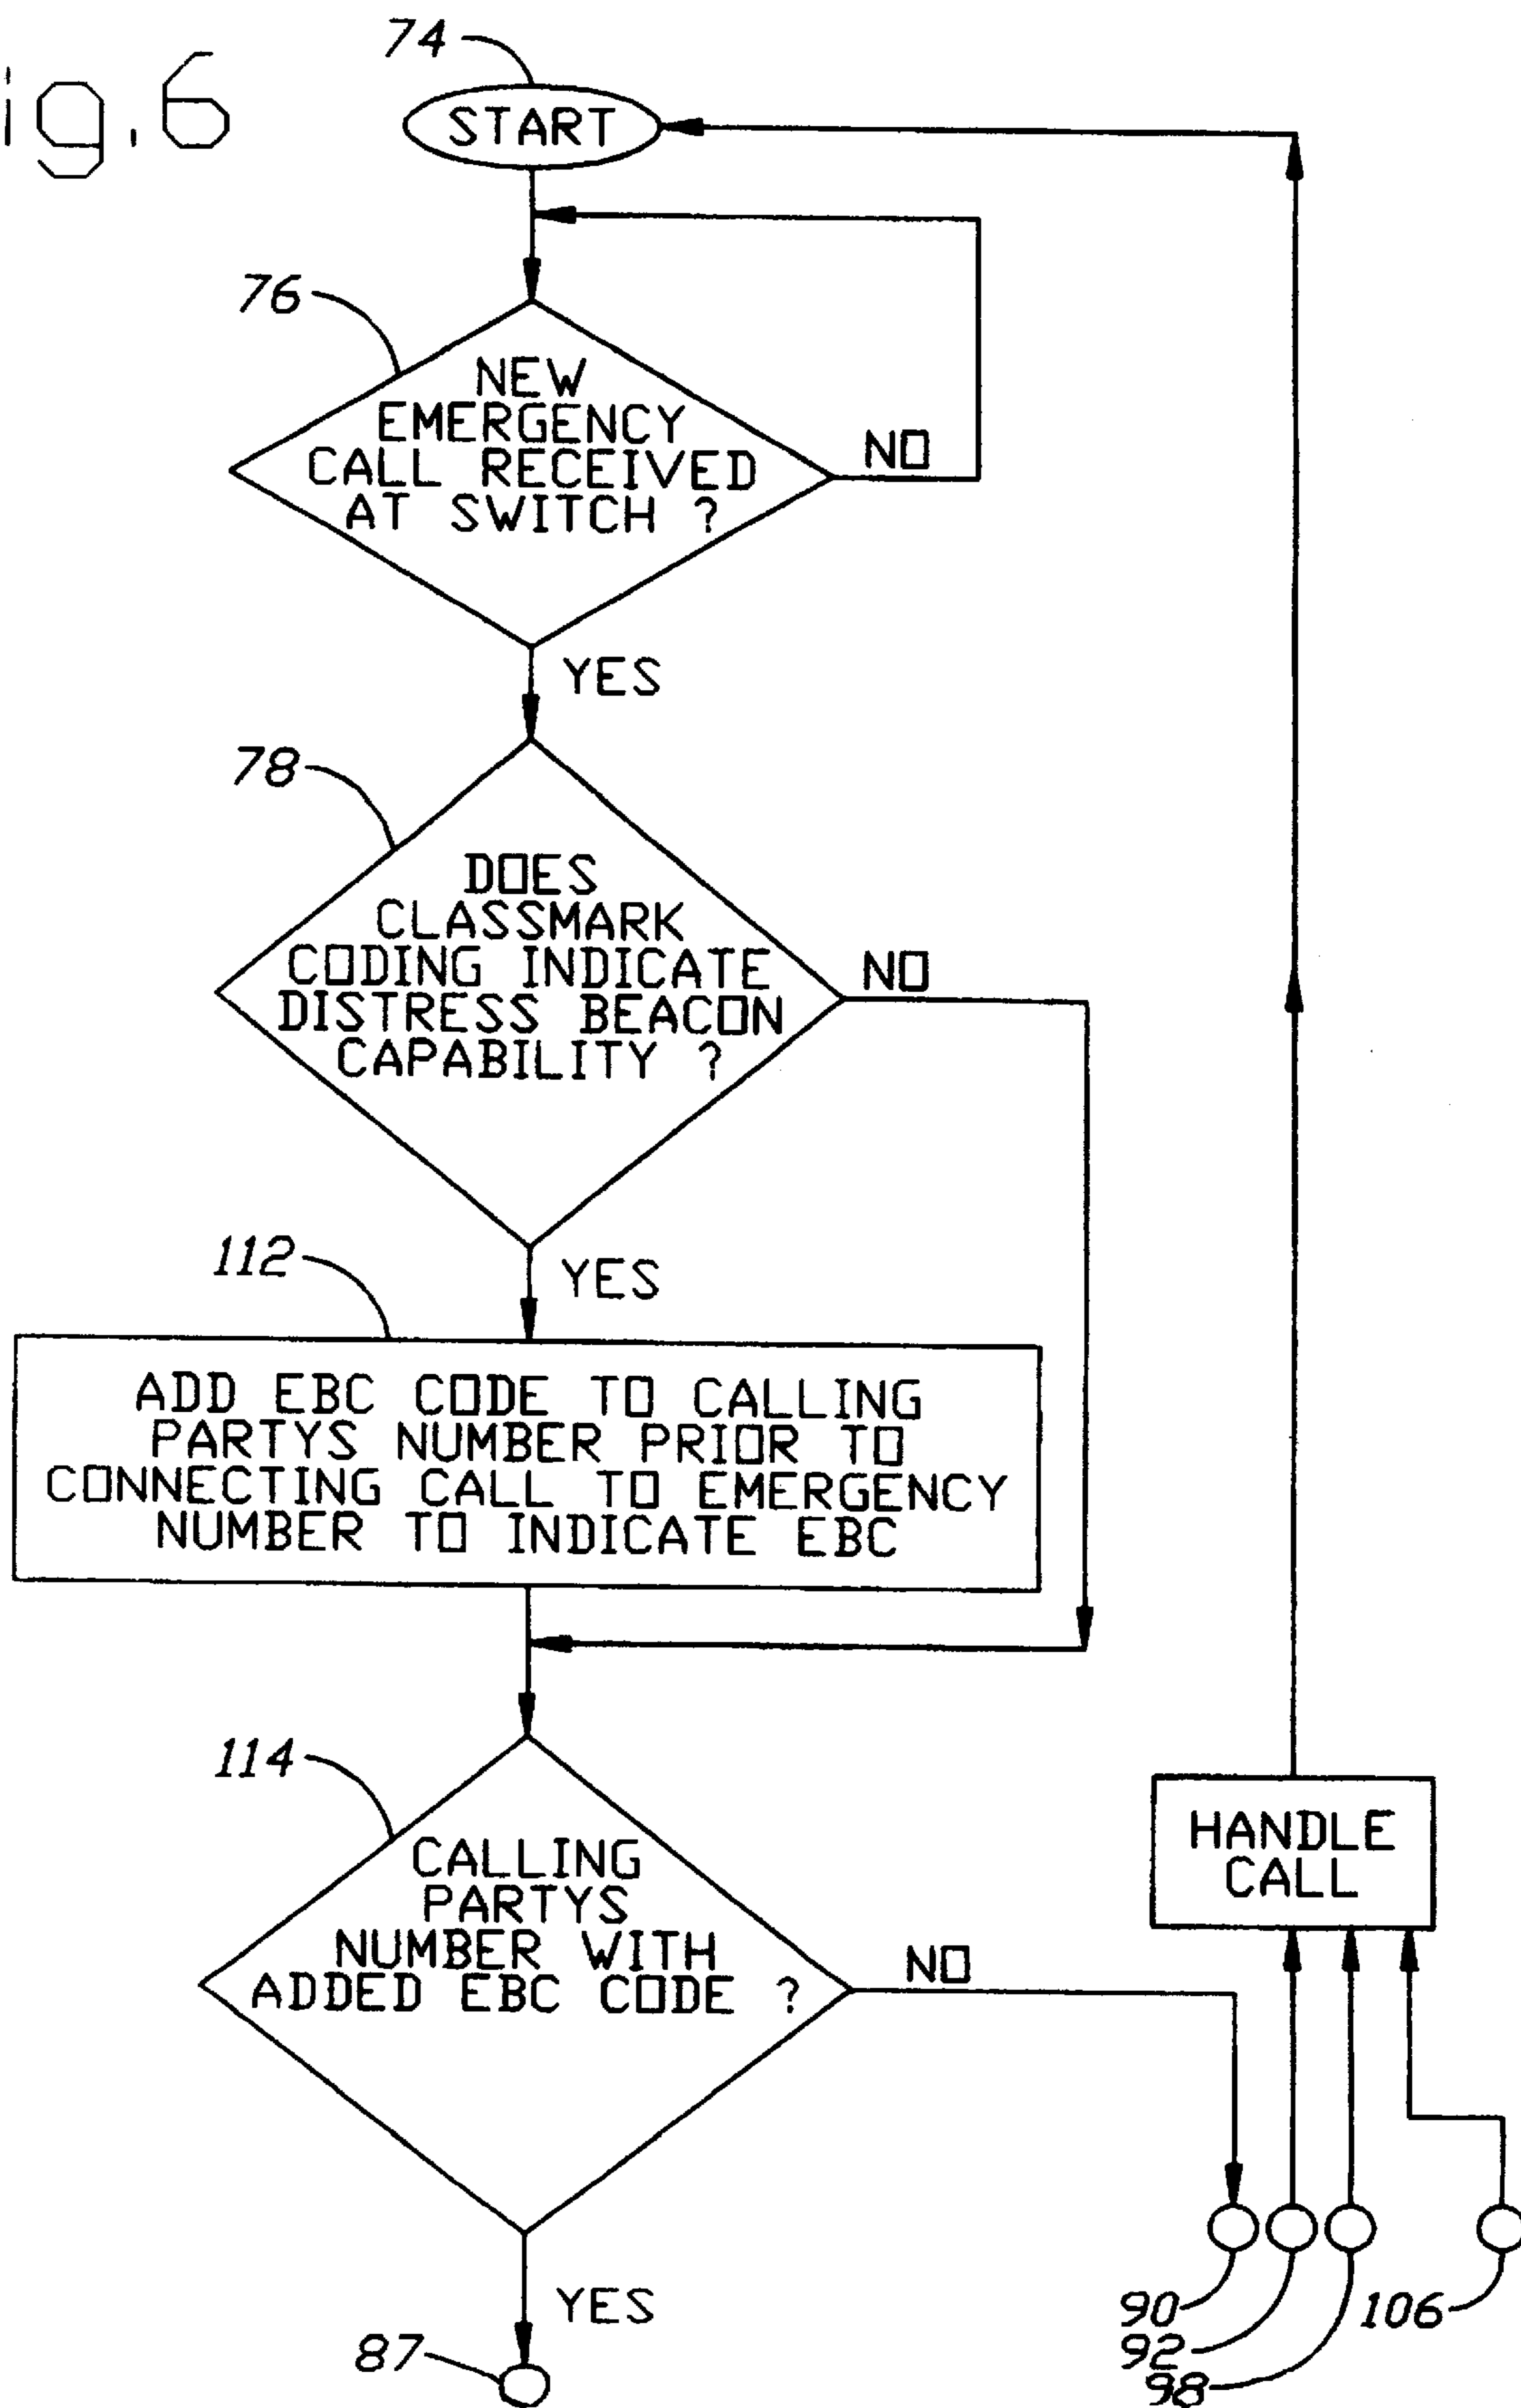 ig.6
74
START
76
NEW
EMERGENCY
CALL RECEIVED
AT SWITCH ?
NO
YES
78
DOES
CLASSMARK
CODING INDICATE
DISTRESS BEACON
CAPABILITY ?
NO
YES
112
ADD EBC CODE TO CALLING
PARTYS NUMBER PRIOR TO
CONNECTING CALL TO EMERGENCY
NUMBER TO INDICATE EBC
114
CALLING
PARTYS
NUMBER WITH
ADDED EBC CODE ?
NO
HANDLE
CALL
YES
87
90
92
98
106